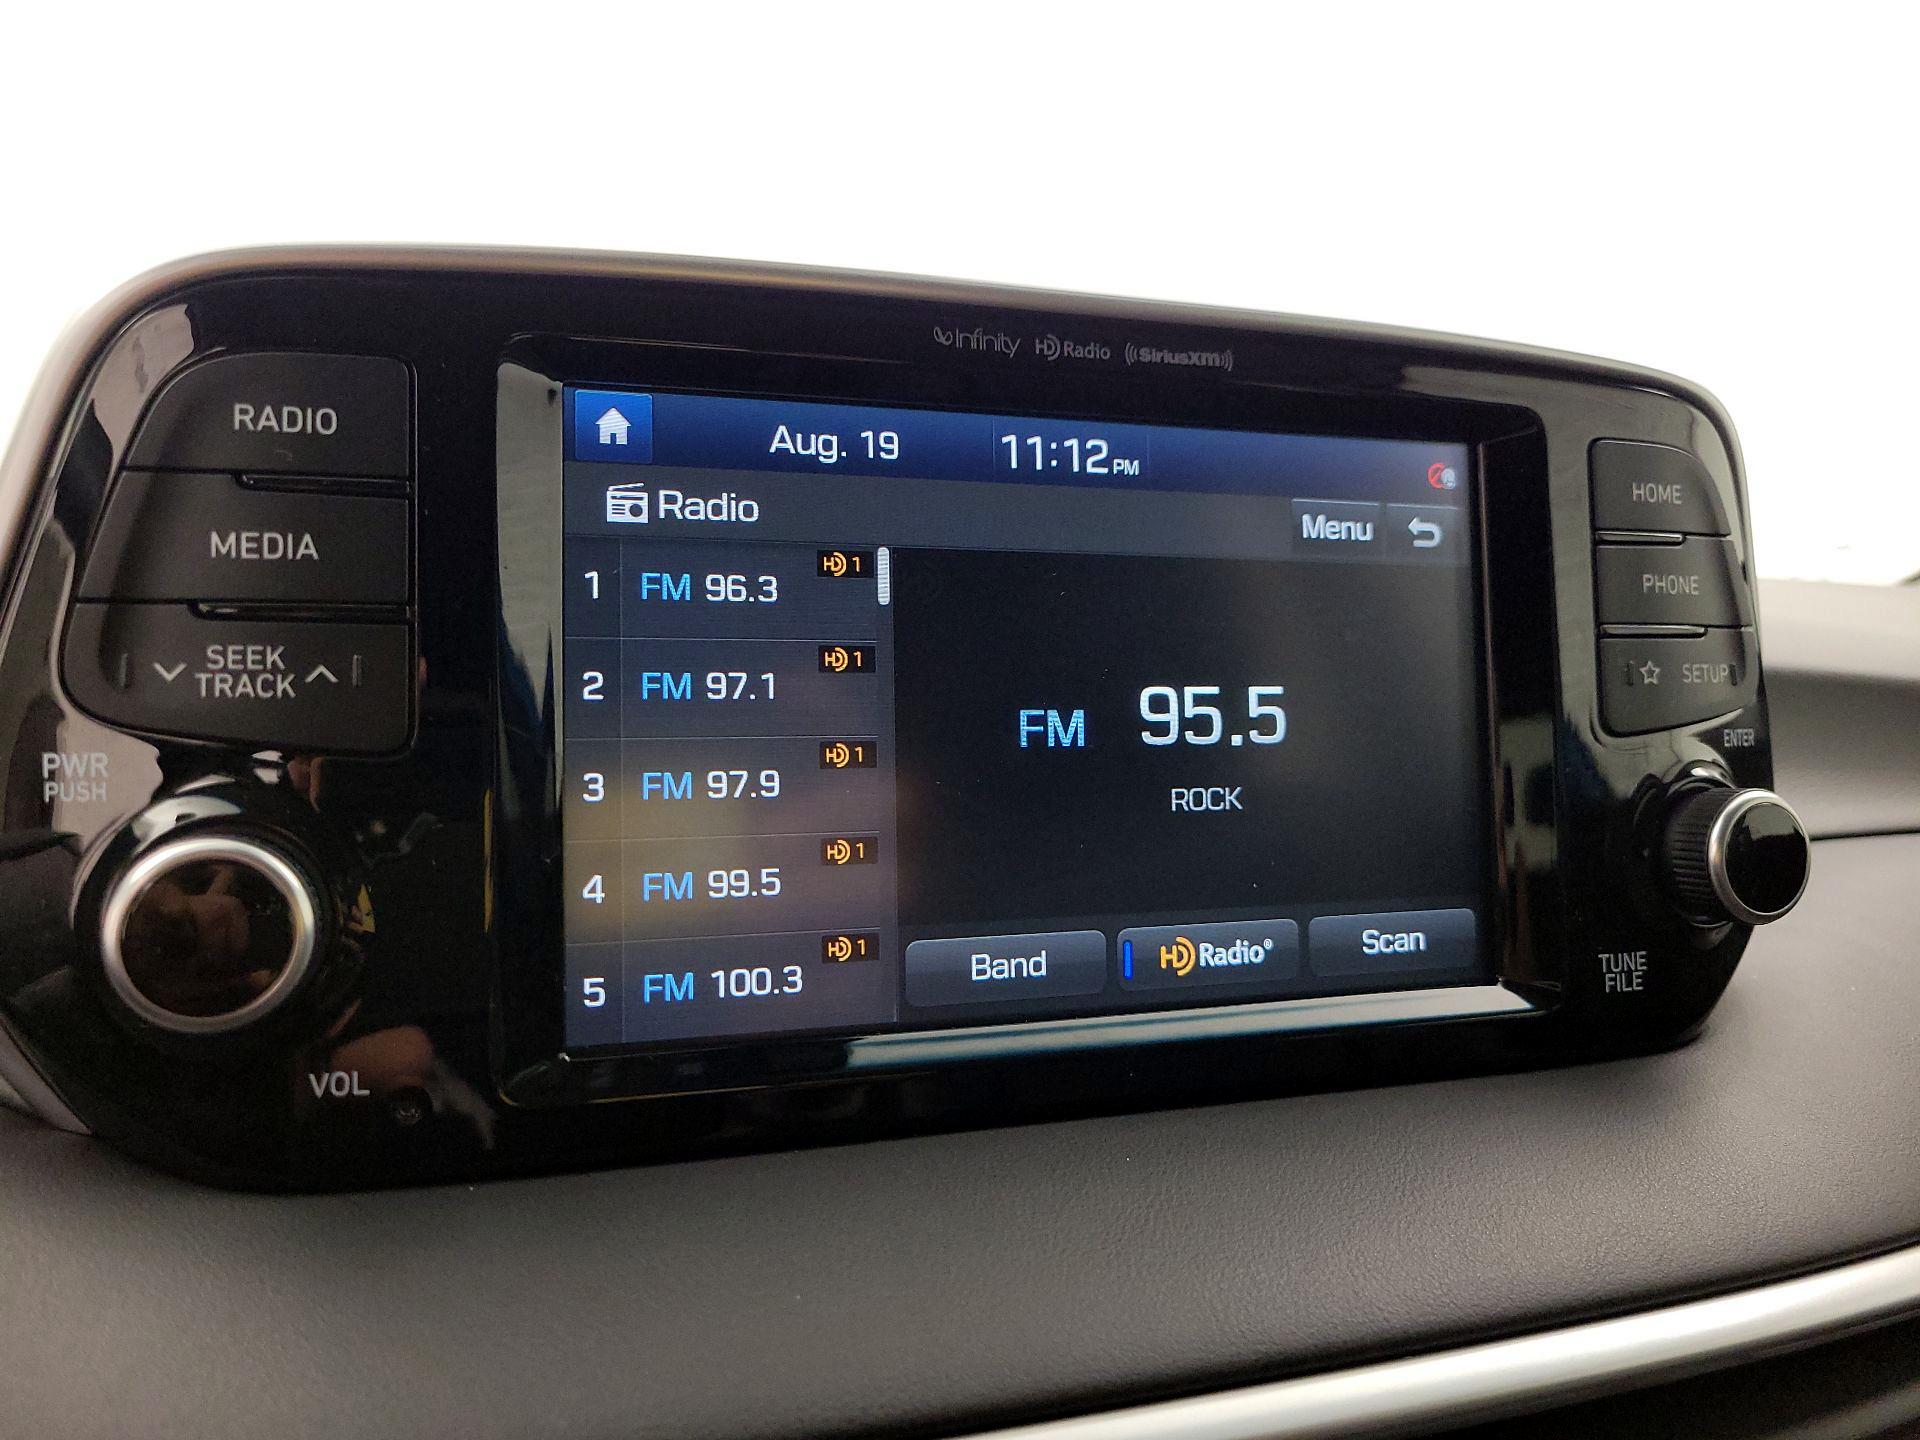 Infinity HD Radio SiriusXM
RADIO
MEDIA
SEEK
TRACK
PWR
PUSH
VOL
Aug. 19 11:12 PM
Radio
Menu
1 FM 96.3 HD 1
2 FM 97.1 HD 1
3 FM 97.9 HD 1
4 FM 99.5 HD 1
5 FM 100.3 HD 1
FM 95.5
ROCK
Band
HD Radio®
Scan
HOME
PHONE
SETUP
ENTER
TUNE
FILE